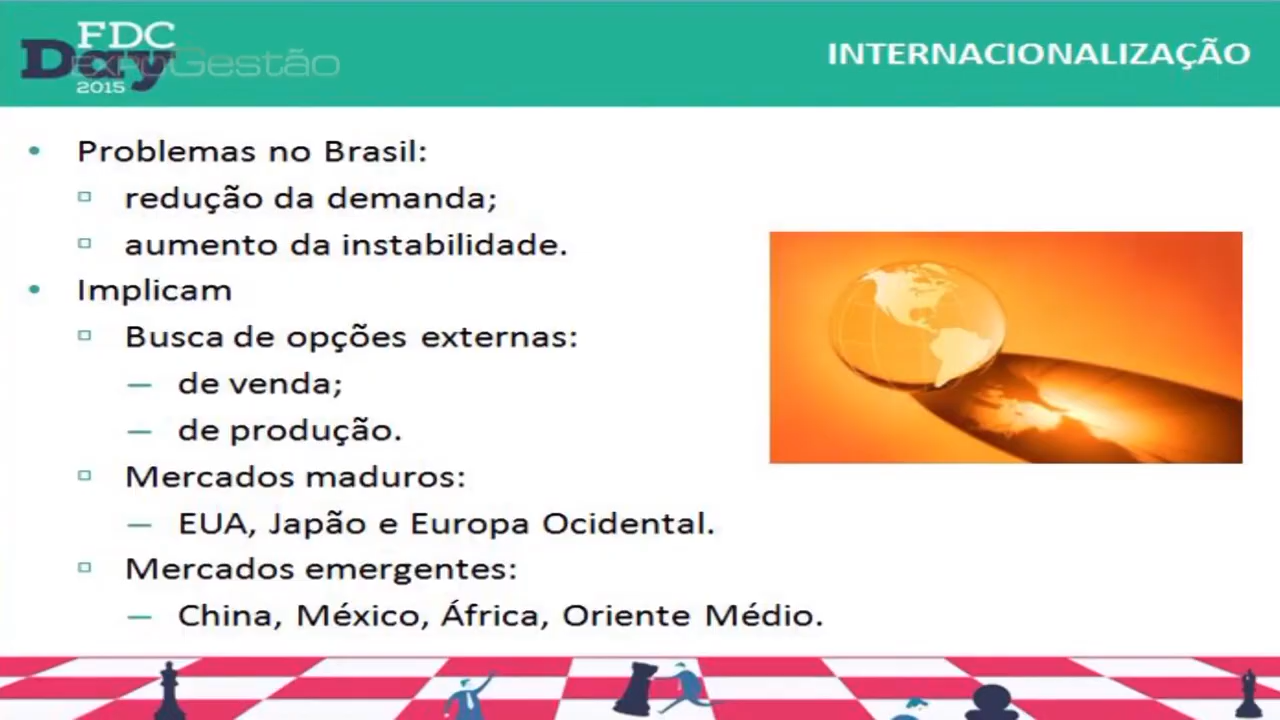 FDC
Day
2015
ExpoGestão
INTERNACIONALIZAÇÃO
• Problemas no Brasil:
redução da demanda;
aumento da instabilidade.
• Implicam
Busca de opções externas:
– de venda;
– de produção.
Mercados maduros:
– EUA, Japão e Europa Ocidental.
Mercados emergentes:
– China, México, África, Oriente Médio.